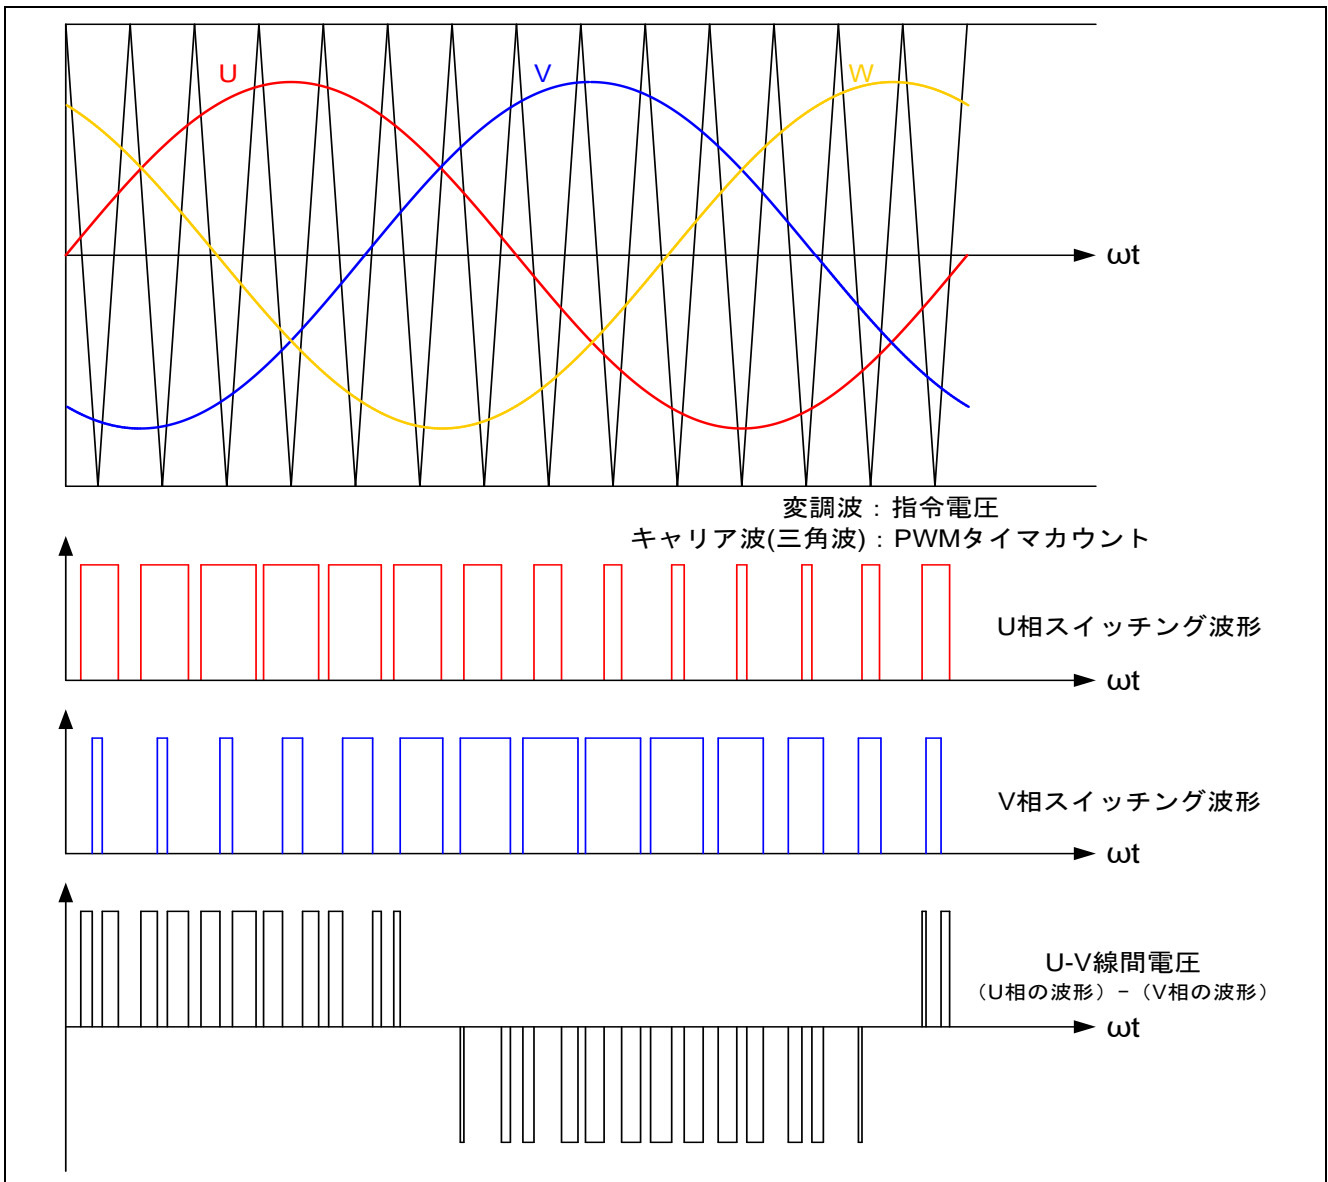 U
V
W
ωt
変調波：指令電圧
キャリア波(三角波)：PWMタイマカウント
U相スイッチング波形
ωt
V相スイッチング波形
ωt
U-V線間電圧
（U相の波形）－（V相の波形）
ωt